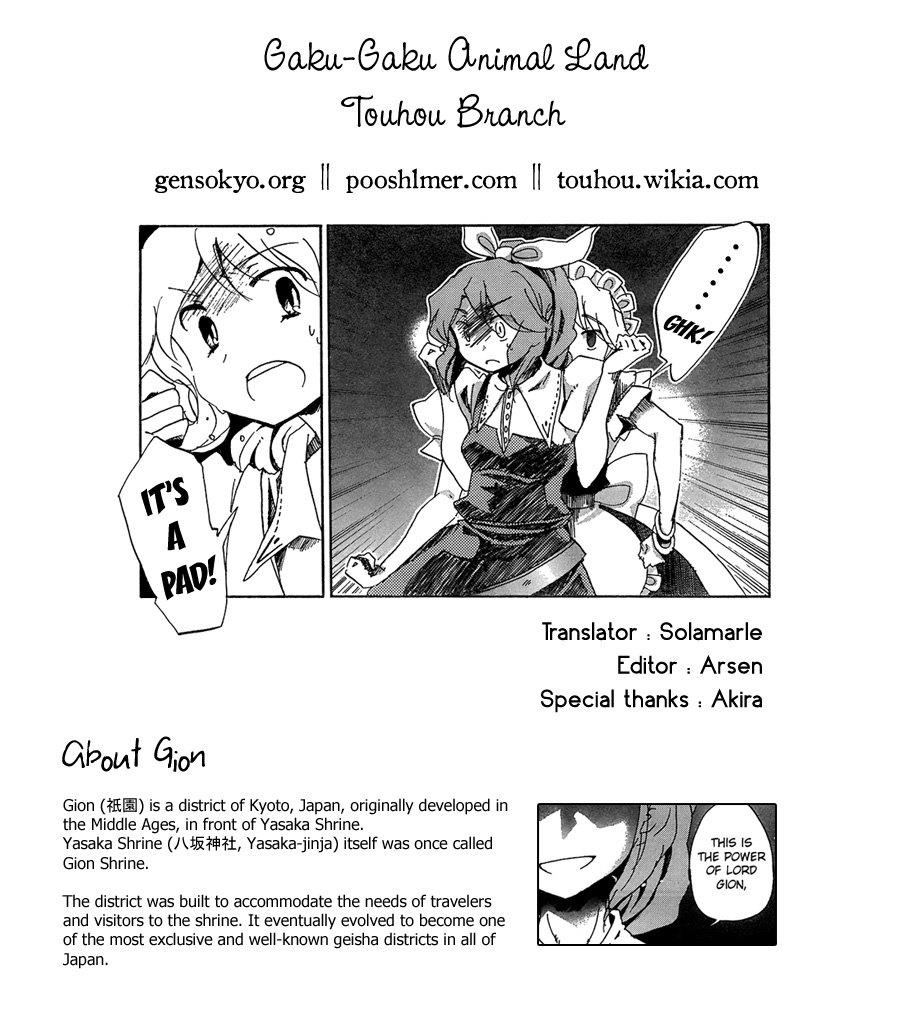 Gaku-Gaku Animal Land
Touhou Branch
gensokyo.org || pooshlmer.com || touhou.wikia.com
......
GHK!
IT'S
A
PAD!
Translator : Solamarle
Editor : Arsen
Special thanks : Akira
About Gion
Gion (祇園) is a district of Kyoto, Japan, originally developed in
the Middle Ages, in front of Yasaka Shrine.
Yasaka Shrine (八坂神社, Yasaka-jinja) itself was once called
Gion Shrine.
The district was built to accommodate the needs of travelers
and visitors to the shrine. It eventually evolved to become one
of the most exclusive and well-known geisha districts in all of
Japan.
THIS IS
THE POWER
OF LORD
GION,